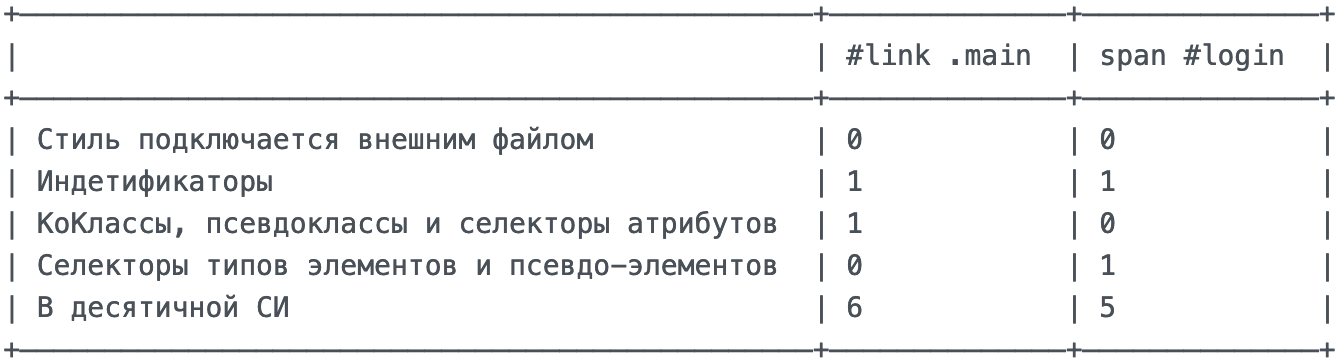 #link .main span #login
Стиль подключается внешним файлом 0 0
Индетификаторы 1 1
КоКлассы, псевдоклассы и селекторы атрибутов 1 0
Селекторы типов элементов и псевдо-элементов 0 1
В десятичной СИ 6 5